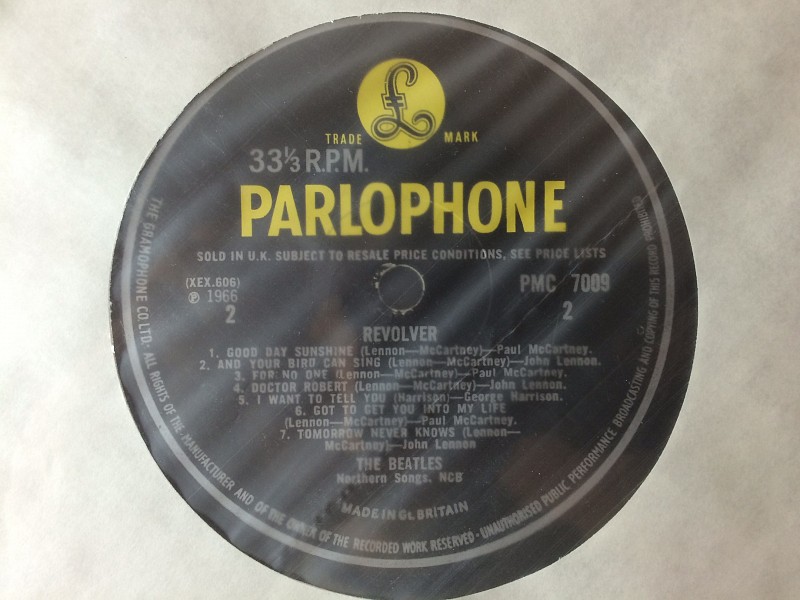 £
TRADE MARK
33⅓ R.P.M.
PARLOPHONE
SOLD IN U.K. SUBJECT TO RESALE PRICE CONDITIONS, SEE PRICE LISTS
(XEX.606)
Ⓟ 1966
2
PMC 7009
2
REVOLVER
1. GOOD DAY SUNSHINE (Lennon—McCartney)—Paul McCartney.
2. AND YOUR BIRD CAN SING (Lennon—McCartney)—John Lennon.
3. FOR NO ONE (Lennon—McCartney)—Paul McCartney.
4. DOCTOR ROBERT (Lennon—McCartney)—John Lennon.
5. I WANT TO TELL YOU (Harrison)—George Harrison.
6. GOT TO GET YOU INTO MY LIFE
(Lennon—McCartney)—Paul McCartney.
7. TOMORROW NEVER KNOWS (Lennon—
McCartney)—John Lennon
THE BEATLES
Northern Songs, NCB
MADE IN GT. BRITAIN
THE GRAMOPHONE CO. LTD. · ALL RIGHTS OF THE MANUFACTURER AND OF THE OWNER OF THE RECORDED WORK RESERVED · UNAUTHORISED PUBLIC PERFORMANCE BROADCASTING AND COPYING OF THIS RECORD PROHIBITED